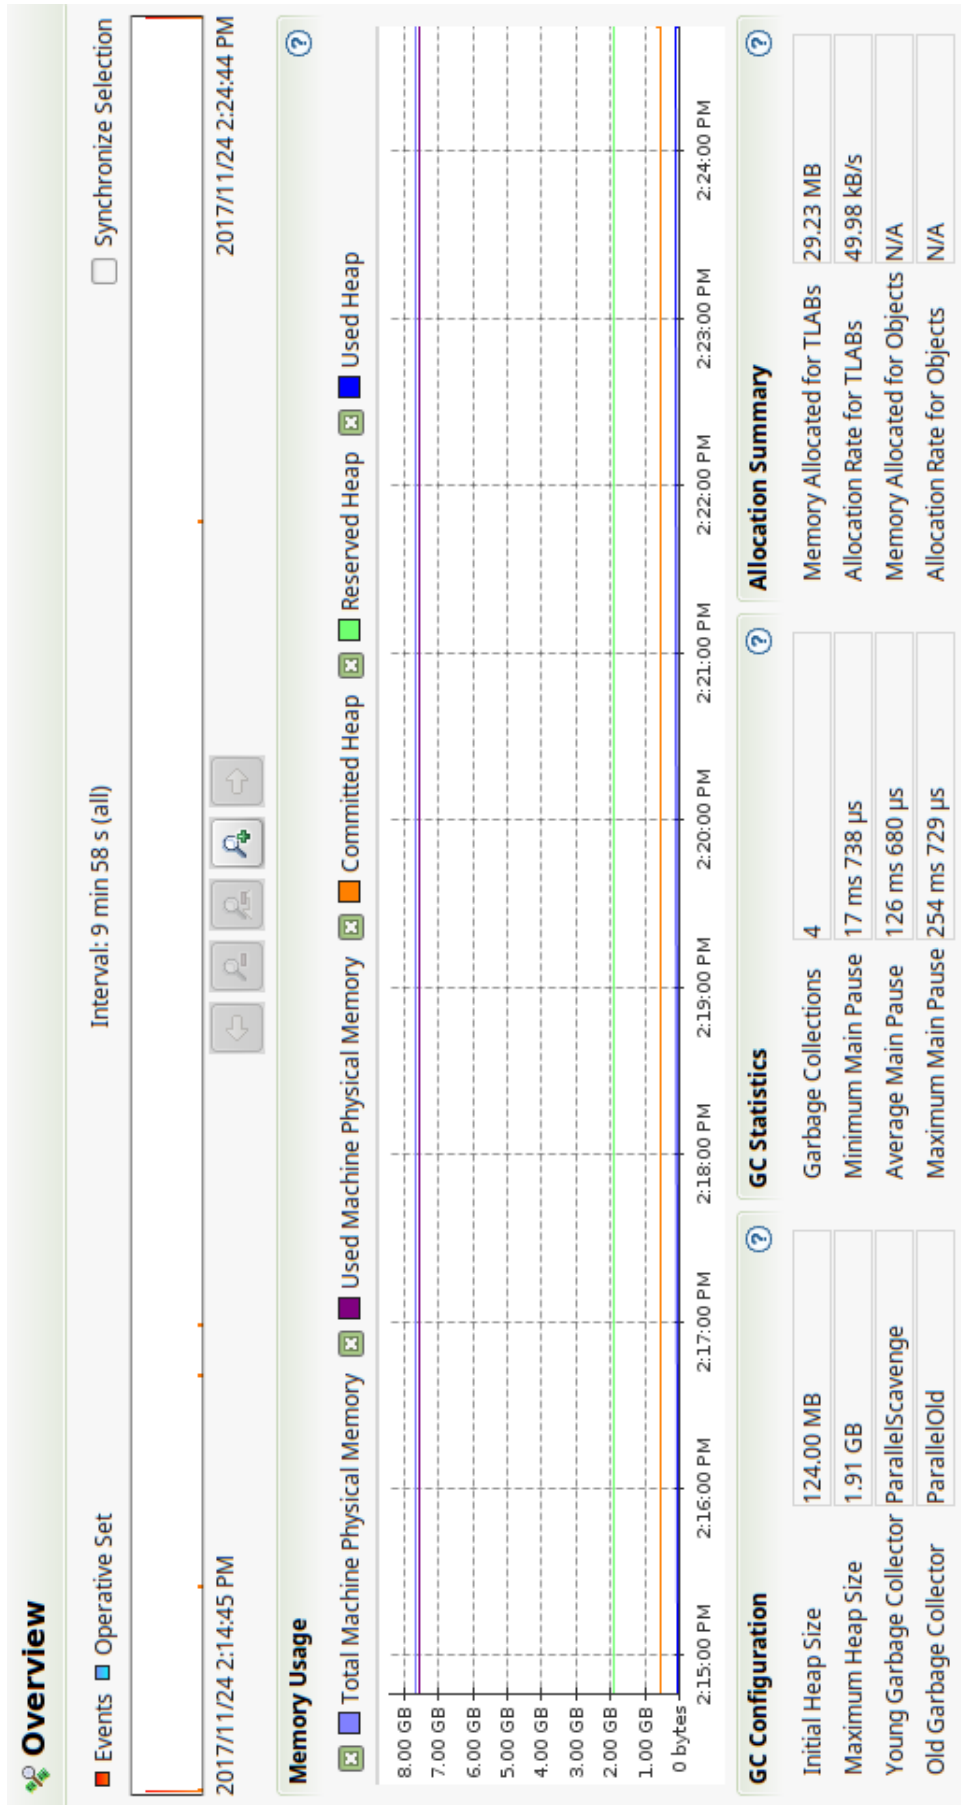 Overview
Events Operative Set Interval: 9 min 58 s (all) Synchronize Selection
2017/11/24 2:14:45 PM 2017/11/24 2:24:44 PM
Memory Usage
Total Machine Physical Memory Used Machine Physical Memory Committed Heap Reserved Heap Used Heap
8.00 GB
7.00 GB
6.00 GB
5.00 GB
4.00 GB
3.00 GB
2.00 GB
1.00 GB
0 bytes
2:15:00 PM 2:16:00 PM 2:17:00 PM 2:18:00 PM 2:19:00 PM 2:20:00 PM 2:21:00 PM 2:22:00 PM 2:23:00 PM 2:24:00 PM
GC Configuration
Initial Heap Size 124.00 MB
Maximum Heap Size 1.91 GB
Young Garbage Collector ParallelScavenge
Old Garbage Collector ParallelOld
GC Statistics
Garbage Collections 4
Minimum Main Pause 17 ms 738 µs
Average Main Pause 126 ms 680 µs
Maximum Main Pause 254 ms 729 µs
Allocation Summary
Memory Allocated for TLABs 29.23 MB
Allocation Rate for TLABs 49.98 kB/s
Memory Allocated for Objects N/A
Allocation Rate for Objects N/A